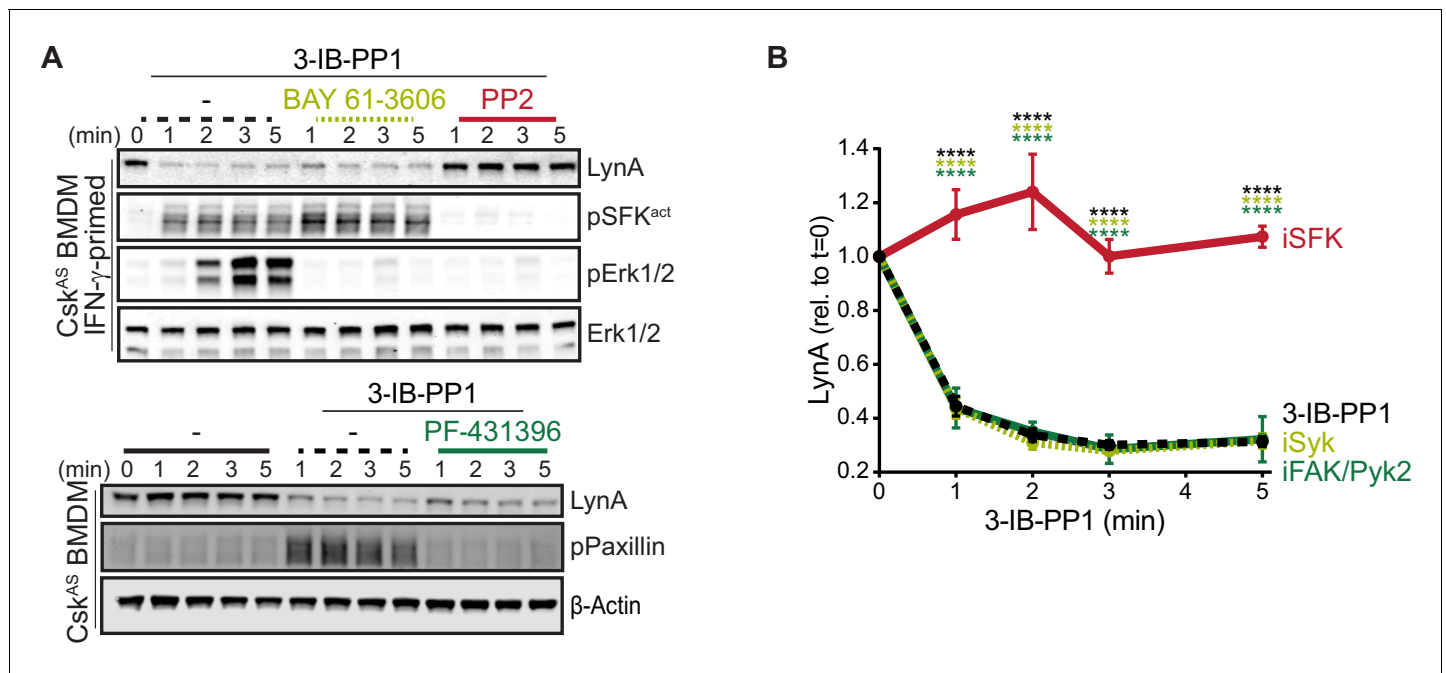 A
3-IB-PP1
- BAY 61-3606 PP2
(min) 0 1 2 3 5 1 2 3 5 1 2 3 5
CskAS BMDM
IFN-γ-primed
LynA
pSFKact
pErk1/2
Erk1/2
3-IB-PP1
- - PF-431396
(min) 0 1 2 3 5 1 2 3 5 1 2 3 5
CskAS BMDM
LynA
pPaxillin
β-Actin
B
LynA (rel. to t=0)
1.4
1.2
1.0
0.8
0.6
0.4
0.2
**** **** **** ****
**** **** **** ****
**** **** **** ****
iSFK
3-IB-PP1
iSyk
iFAK/Pyk2
0 1 2 3 4 5
3-IB-PP1 (min)